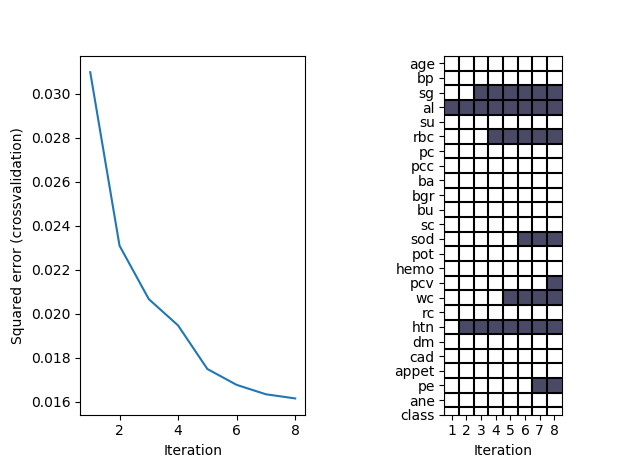 Squared error (crossvalidation)
0.030
0.028
0.026
0.024
0.022
0.020
0.018
0.016
2 4 6 8
Iteration
age
bp
sg
al
su
rbc
pc
pcc
ba
bgr
bu
sc
sod
pot
hemo
pcv
wc
rc
htn
dm
cad
appet
pe
ane
class
1 2 3 4 5 6 7 8
Iteration